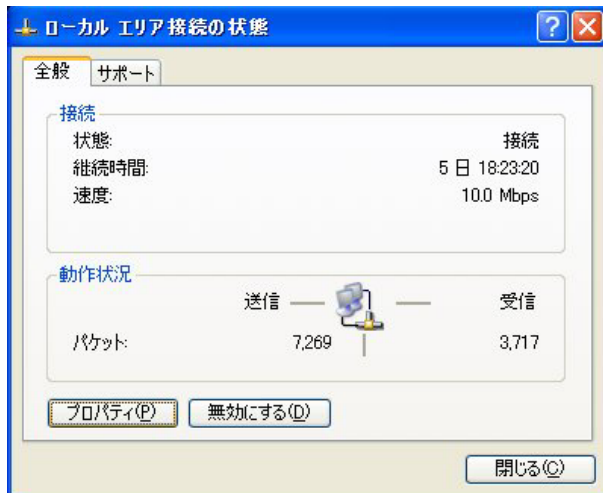 ローカル エリア接続の状態
全般 サポート
接続
状態: 接続
継続時間: 5 日 18:23:20
速度: 10.0 Mbps
動作状況
送信 受信
パケット: 7,269 3,717
プロパティ(P) 無効にする(D)
閉じる(C)